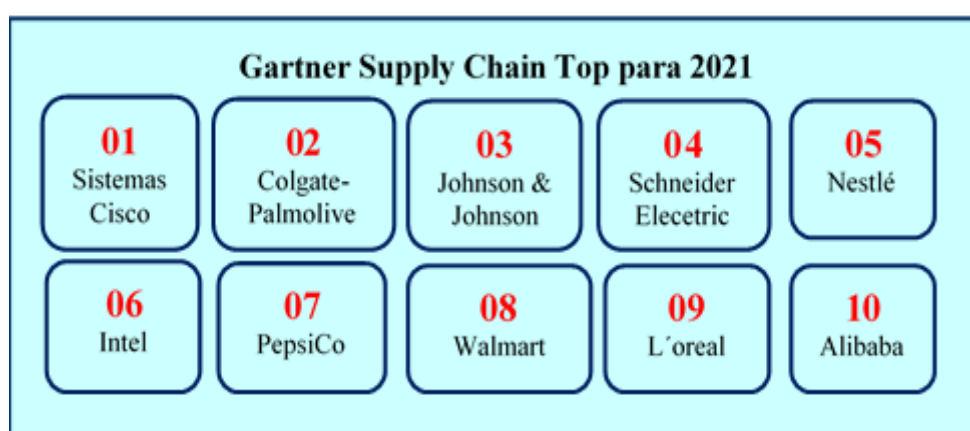 Gartner Supply Chain Top para 2021
01
Sistemas
Cisco
02
Colgate-
Palmolive
03
Johnson &
Johnson
04
Schneider
Elecetric
05
Nestlé
06
Intel
07
PepsiCo
08
Walmart
09
L´oreal
10
Alibaba